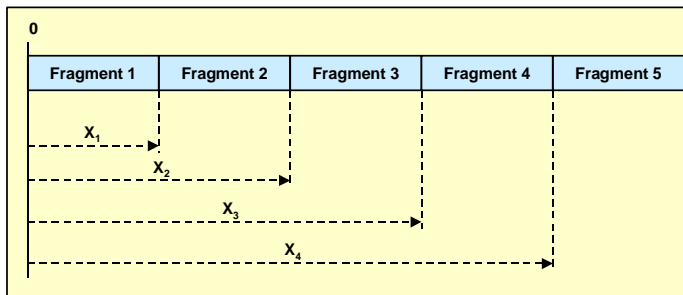 0
Fragment 1 Fragment 2 Fragment 3 Fragment 4 Fragment 5
X₁
X₂
X₃
X₄